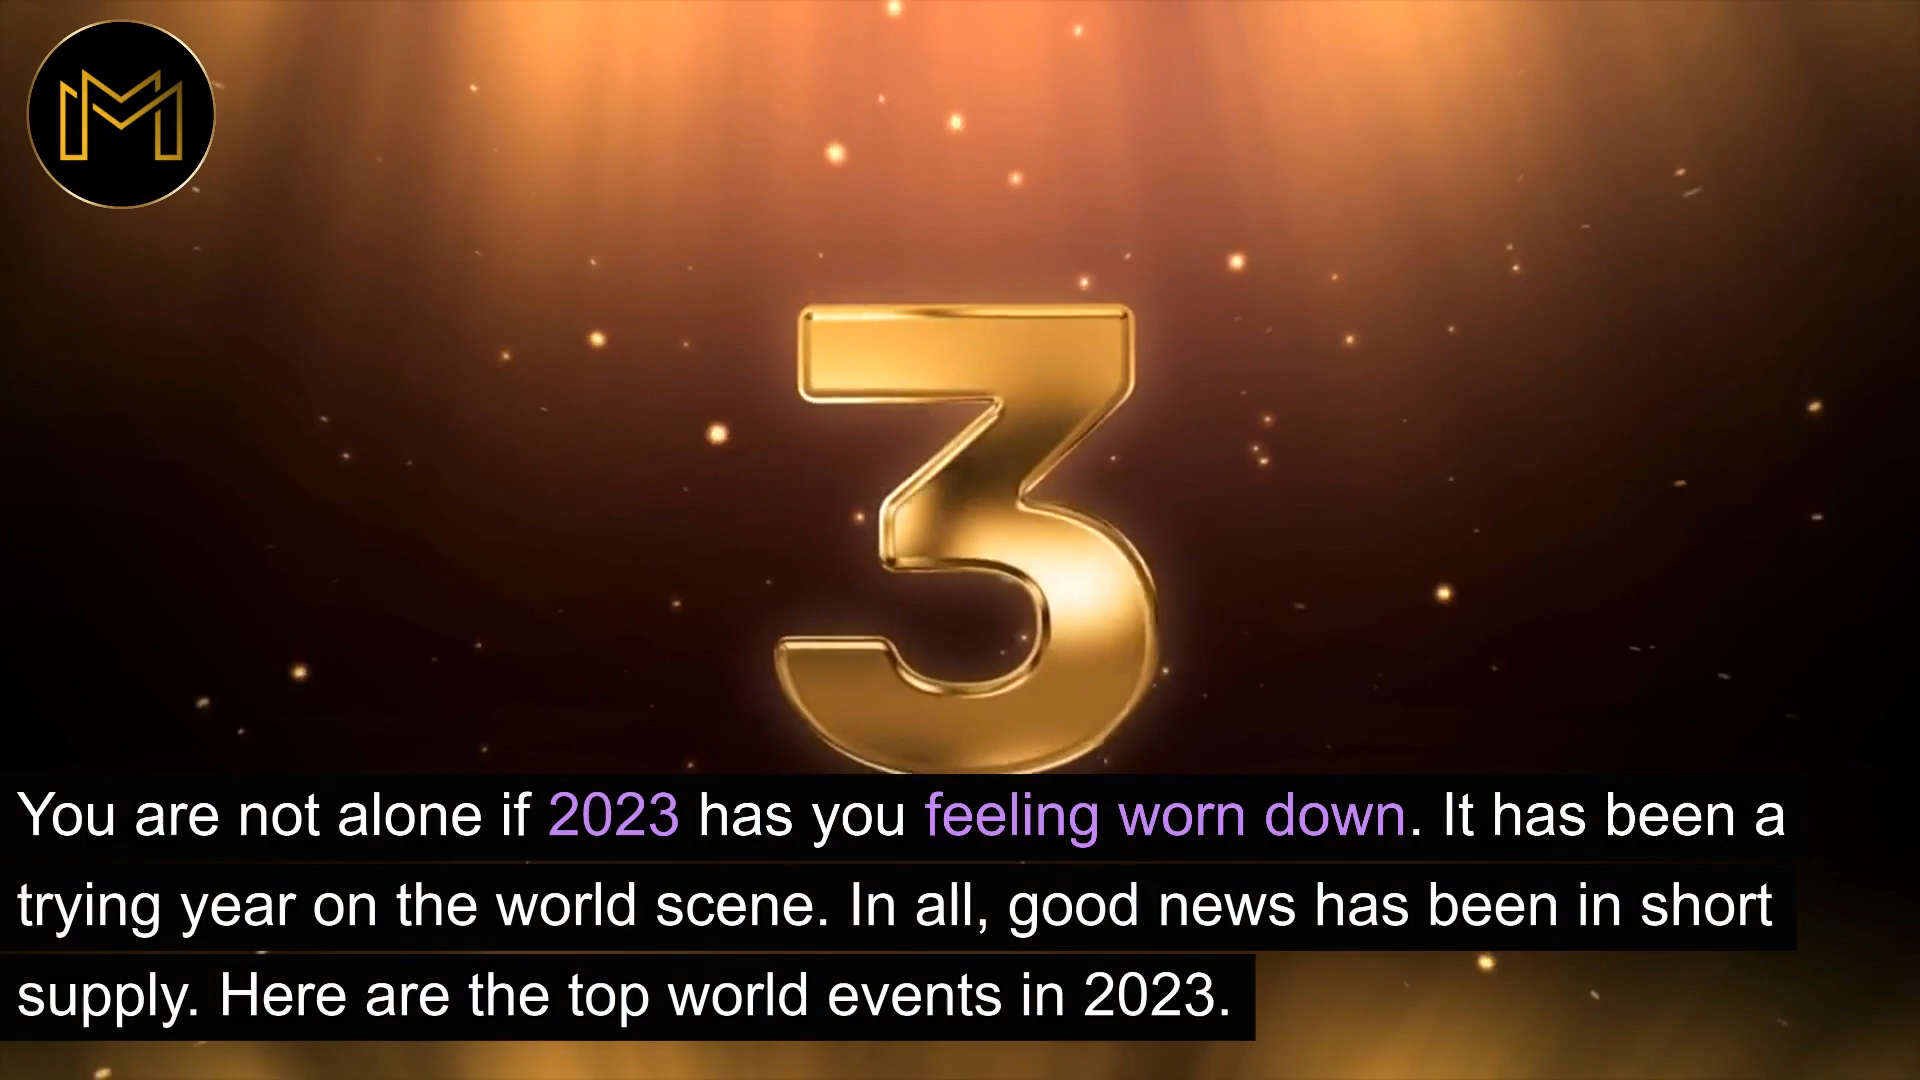 M
3
You are not alone if 2023 has you feeling worn down. It has been a
trying year on the world scene. In all, good news has been in short
supply. Here are the top world events in 2023.